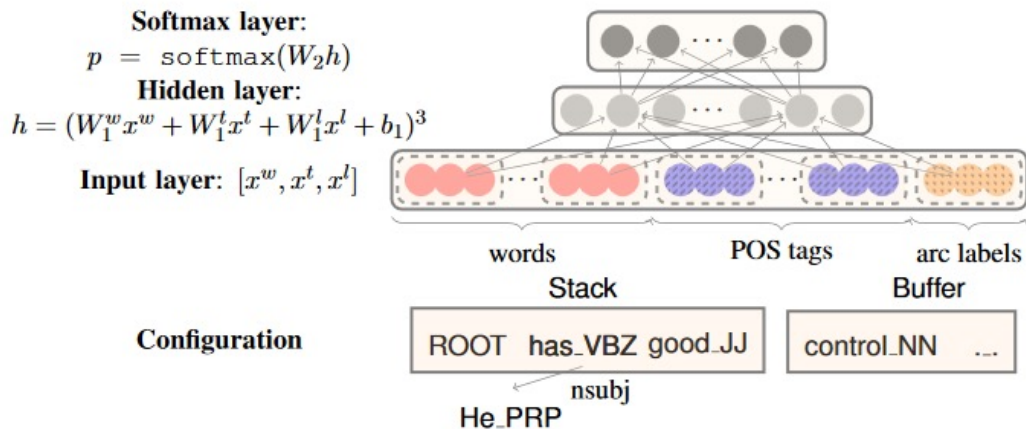 Softmax layer:
p = softmax(W₂h)
Hidden layer:
h = (W₁ʷxʷ + W₁ᵗxᵗ + W₁ˡxˡ + b₁)³
Input layer: [xʷ, xᵗ, xˡ]
...
...
... ...
words POS tags arc labels
Stack Buffer
Configuration
ROOT has_VBZ good_JJ control_NN ._.
nsubj
He_PRP